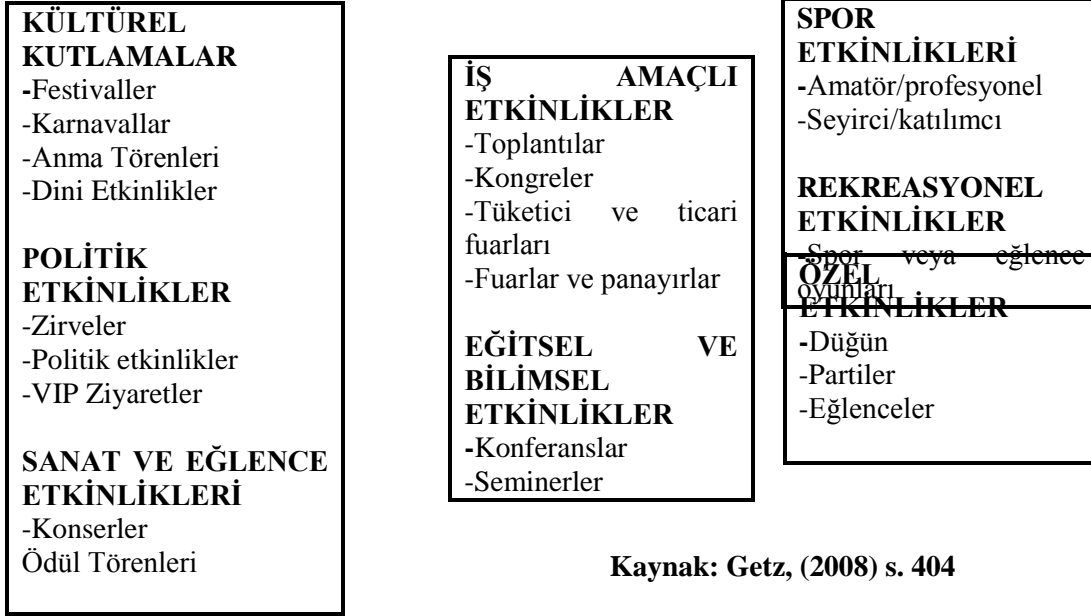 KÜLTÜREL
KUTLAMALAR
-Festivaller
-Karnavallar
-Anma Törenleri
-Dini Etkinlikler
POLİTİK
ETKİNLİKLER
-Zirveler
-Politik etkinlikler
-VIP Ziyaretler
SANAT VE EĞLENCE
ETKİNLİKLERİ
-Konserler
Ödül Törenleri
İŞ AMAÇLI
ETKİNLİKLER
-Toplantılar
-Kongreler
-Tüketici ve ticari
fuarları
-Fuarlar ve panayırlar
EĞİTSEL VE
BİLİMSEL
ETKİNLİKLER
-Konferanslar
-Seminerler
SPOR
ETKİNLİKLERİ
-Amatör/profesyonel
-Seyirci/katılımcı
REKREASYONEL
ETKİNLİKLER
-Spor veya eğlence
oyunları
ÖZEL
ETKİNLİKLER
-Düğün
-Partiler
-Eğlenceler
Kaynak: Getz, (2008) s. 404